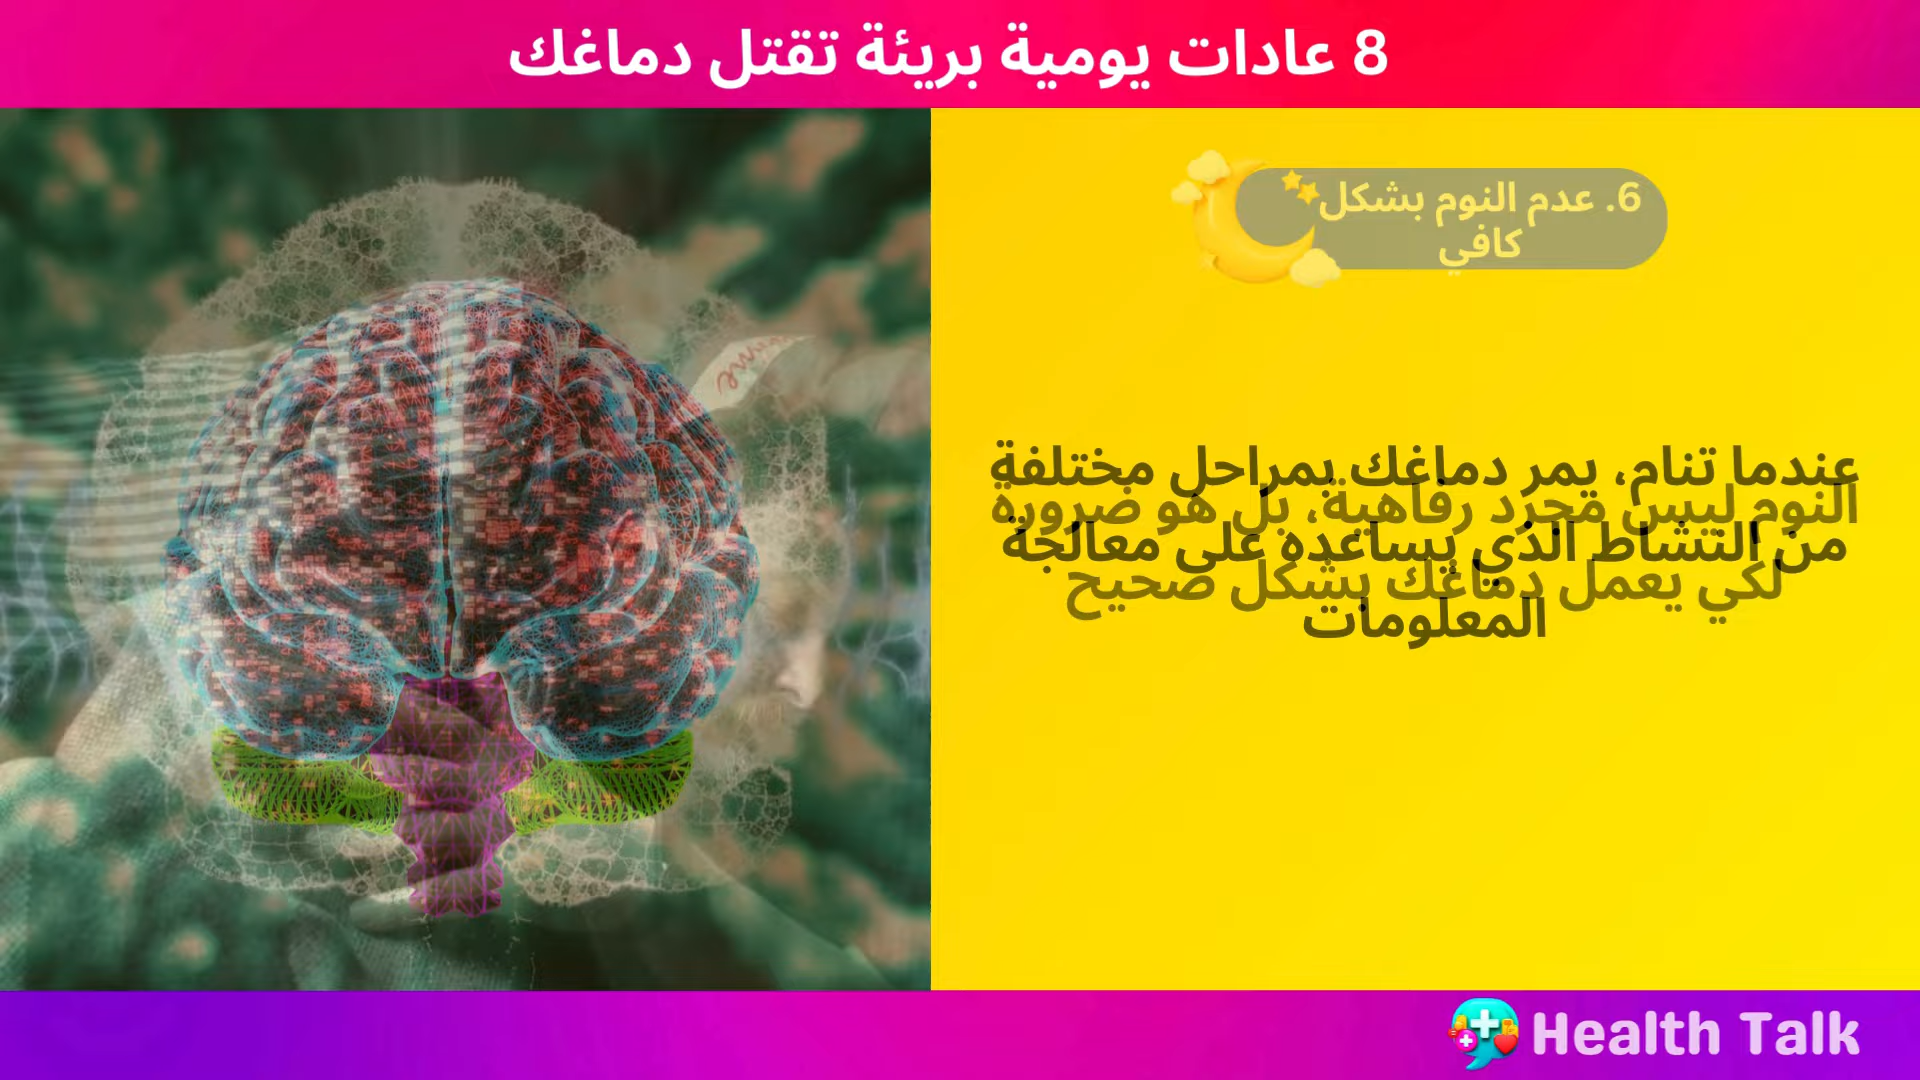 8 عادات يومية بريئة تقتل دماغك
6. عدم النوم بشكل
كافي
عندما تنام، يمر دماغك بمراحل مختلفة
من النشاط الذي يساعده على معالجة
المعلومات
النوم ليس مجرد رفاهية، بل هو ضرورة
لكي يعمل دماغك بشكل صحيح
Health Talk